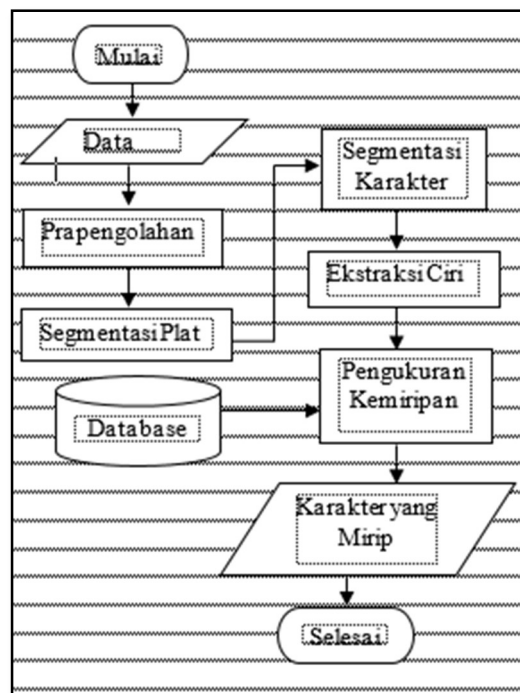 Mulai
Data
Prapengolahan
Segmentasi Plat
Segmentasi
Karakter
Ekstraksi Ciri
Pengukuran
Kemiripan
Database
Karakter yang
Mirip
Selesai